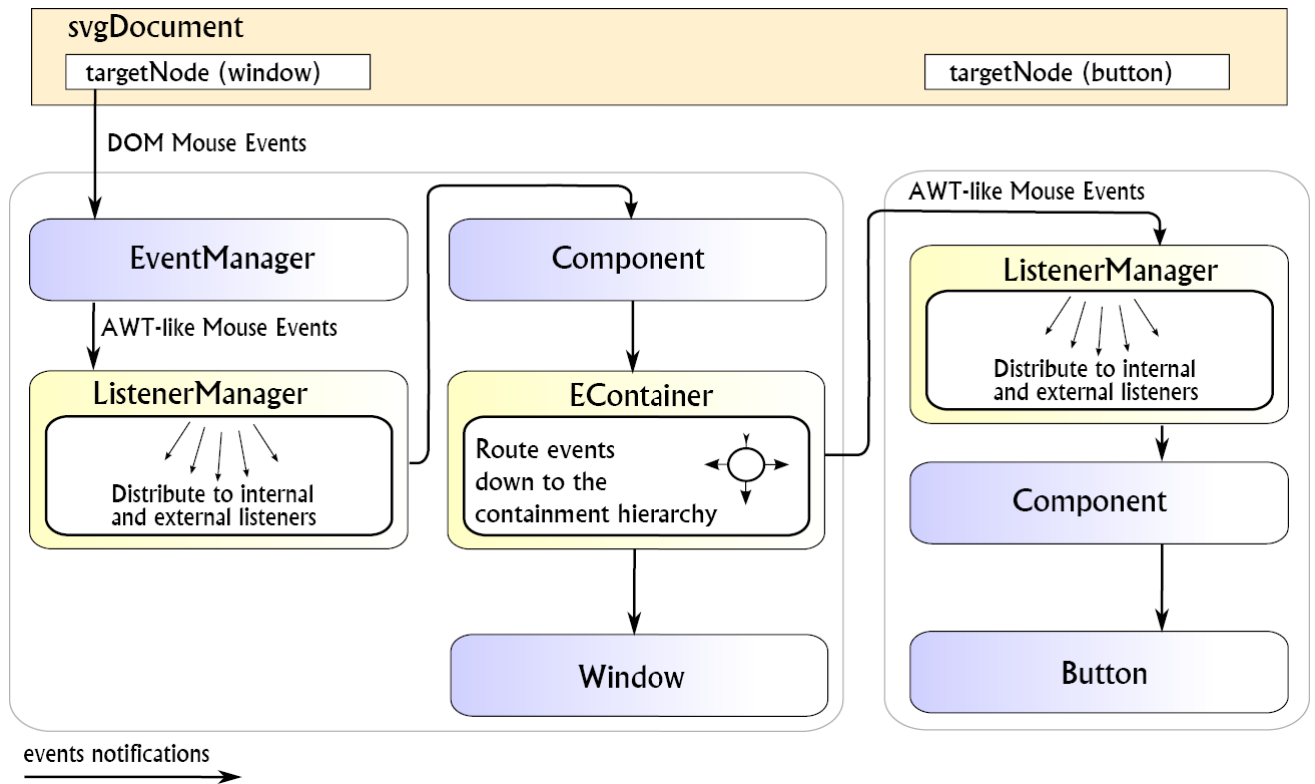 svgDocument
targetNode (window)
targetNode (button)
DOM Mouse Events
EventManager
AWT-like Mouse Events
ListenerManager
Distribute to internal
and external listeners
Component
EContainer
Route events
down to the
containment hierarchy
Window
AWT-like Mouse Events
ListenerManager
Distribute to internal
and external listeners
Component
Button
events notifications